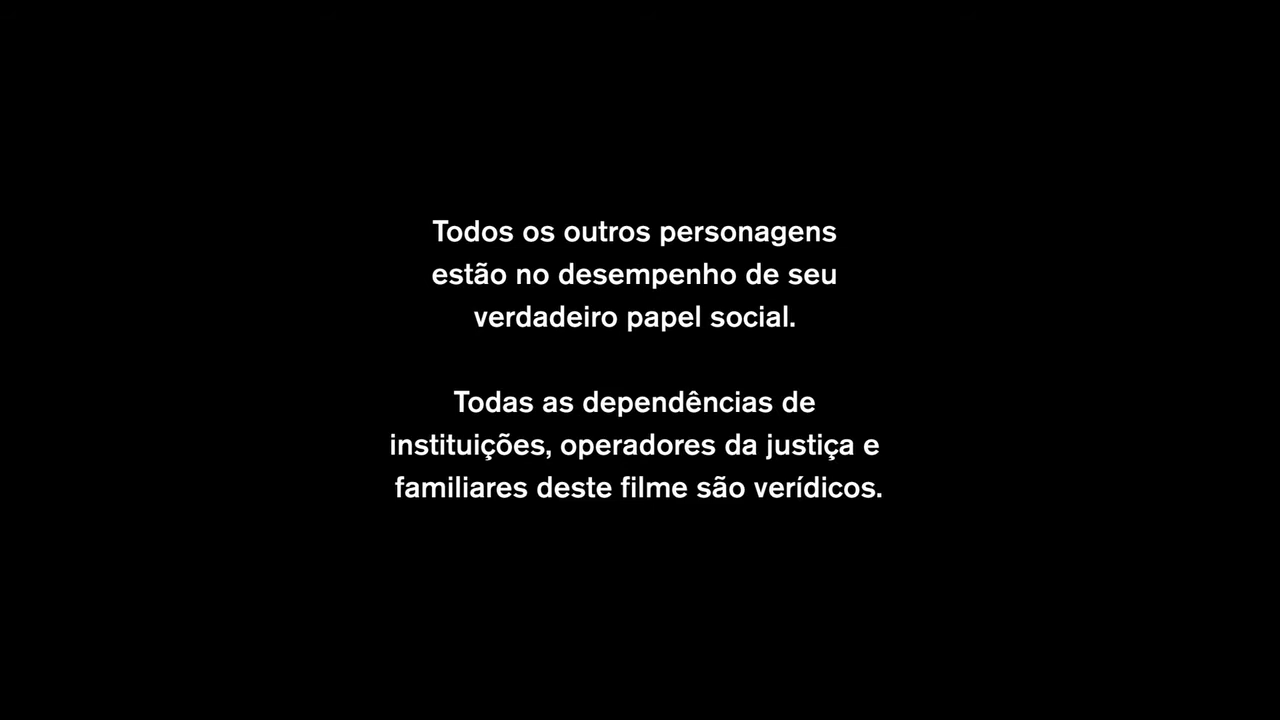 Todos os outros personagens
estão no desempenho de seu
verdadeiro papel social.
Todas as dependências de
instituições, operadores da justiça e
familiares deste filme são verídicos.